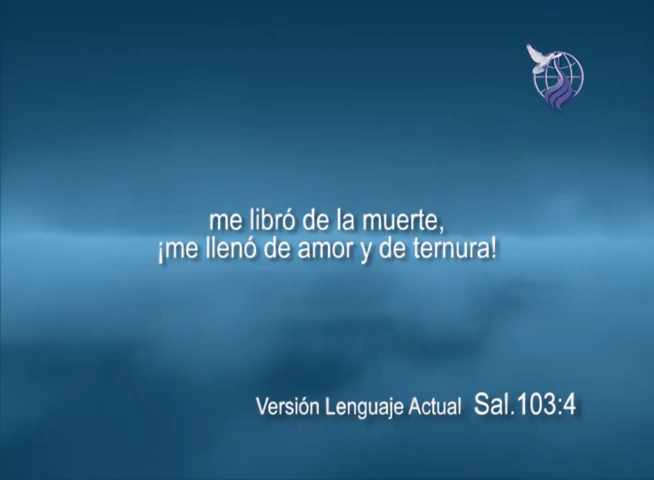 me libró de la muerte,
¡me llenó de amor y de ternura!
Versión Lenguaje Actual Sal.103:4